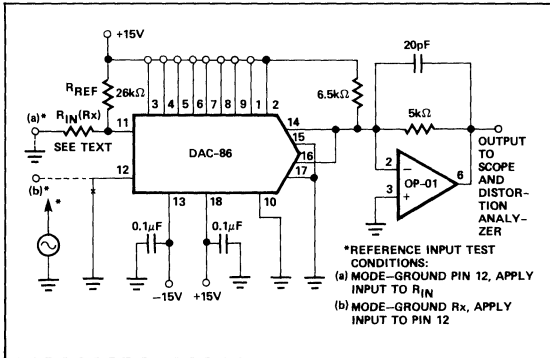 +15V
20pF
RREF
26kΩ
3 4 5 6 7 8 9 1 2
6.5kΩ
(a)*
RIN(Rx)
11
14
5kΩ
SEE TEXT
15
DAC-86
16
(b)*
12
17
2
−
OP-01
6
3
+
*
13
18
10
0.1μF
0.1μF
−15V
+15V
OUTPUT
TO
SCOPE
AND
DISTOR-
TION
ANALY-
ZER
*REFERENCE INPUT TEST
CONDITIONS:
(a) MODE—GROUND PIN 12, APPLY
INPUT TO RIN
(b) MODE—GROUND Rx, APPLY
INPUT TO PIN 12